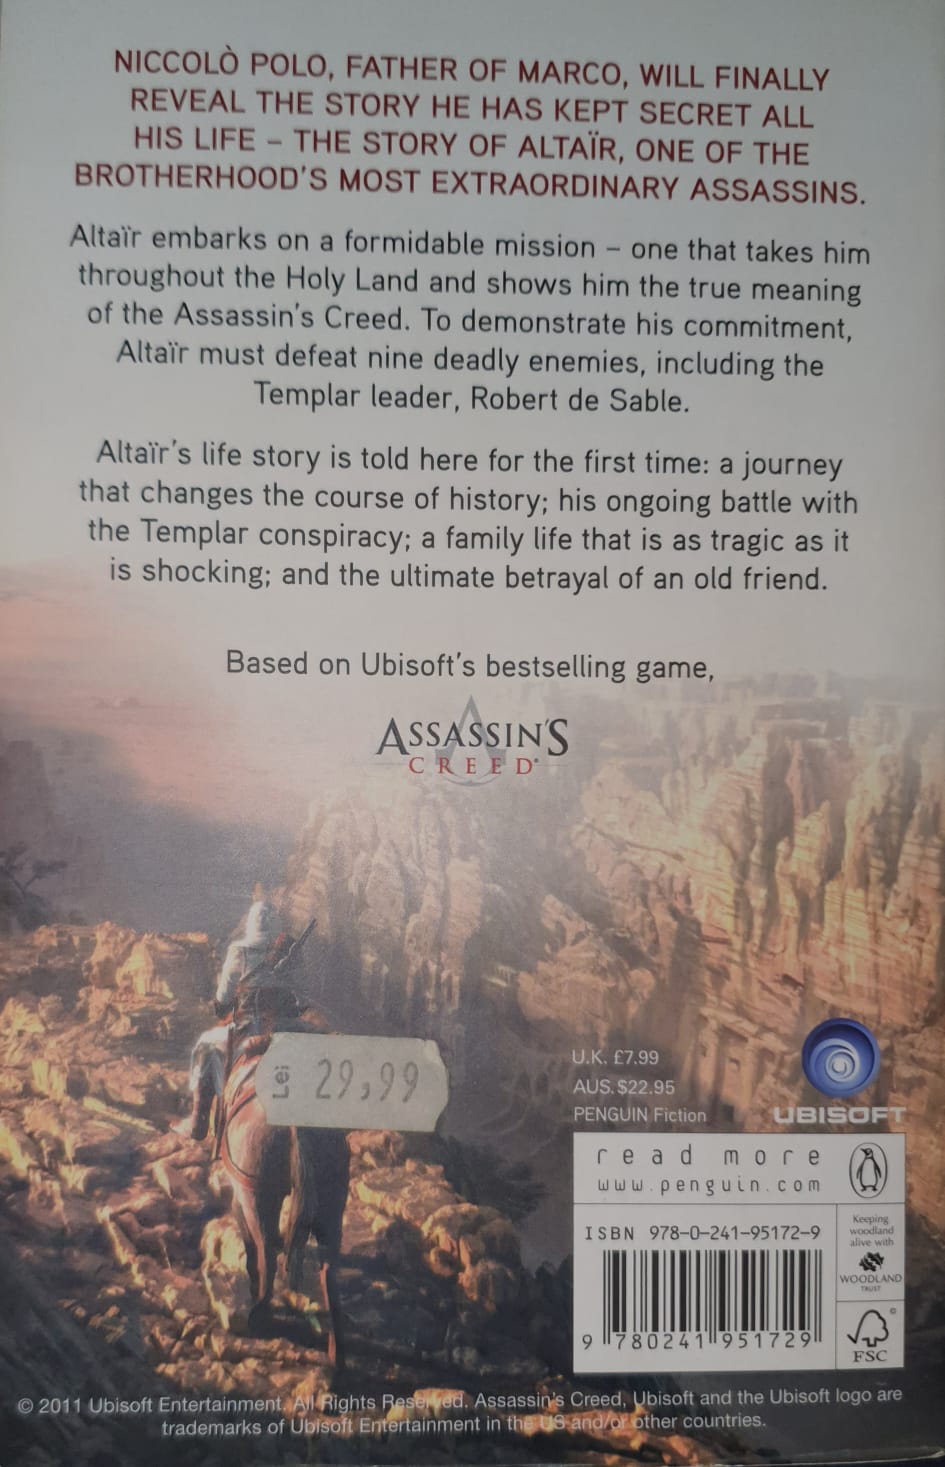 NICCOLÒ POLO, FATHER OF MARCO, WILL FINALLY
REVEAL THE STORY HE HAS KEPT SECRET ALL
HIS LIFE – THE STORY OF ALTAÏR, ONE OF THE
BROTHERHOOD'S MOST EXTRAORDINARY ASSASSINS.
Altaïr embarks on a formidable mission – one that takes him
throughout the Holy Land and shows him the true meaning
of the Assassin's Creed. To demonstrate his commitment,
Altaïr must defeat nine deadly enemies, including the
Templar leader, Robert de Sable.
Altaïr's life story is told here for the first time: a journey
that changes the course of history; his ongoing battle with
the Templar conspiracy; a family life that is as tragic as it
is shocking; and the ultimate betrayal of an old friend.
Based on Ubisoft's bestselling game,
ASSASSIN'S
CREED®
Lei 29,99
U.K. £7.99
AUS. $22.95
PENGUIN Fiction
UBISOFT
read more
www.penguin.com
ISBN 978-0-241-95172-9
9 780241 951729
Keeping
woodland
alive with
WOODLAND
TRUST
©
FSC
© 2011 Ubisoft Entertainment. All Rights Reserved. Assassin's Creed, Ubisoft and the Ubisoft logo are
trademarks of Ubisoft Entertainment in the US and/or other countries.